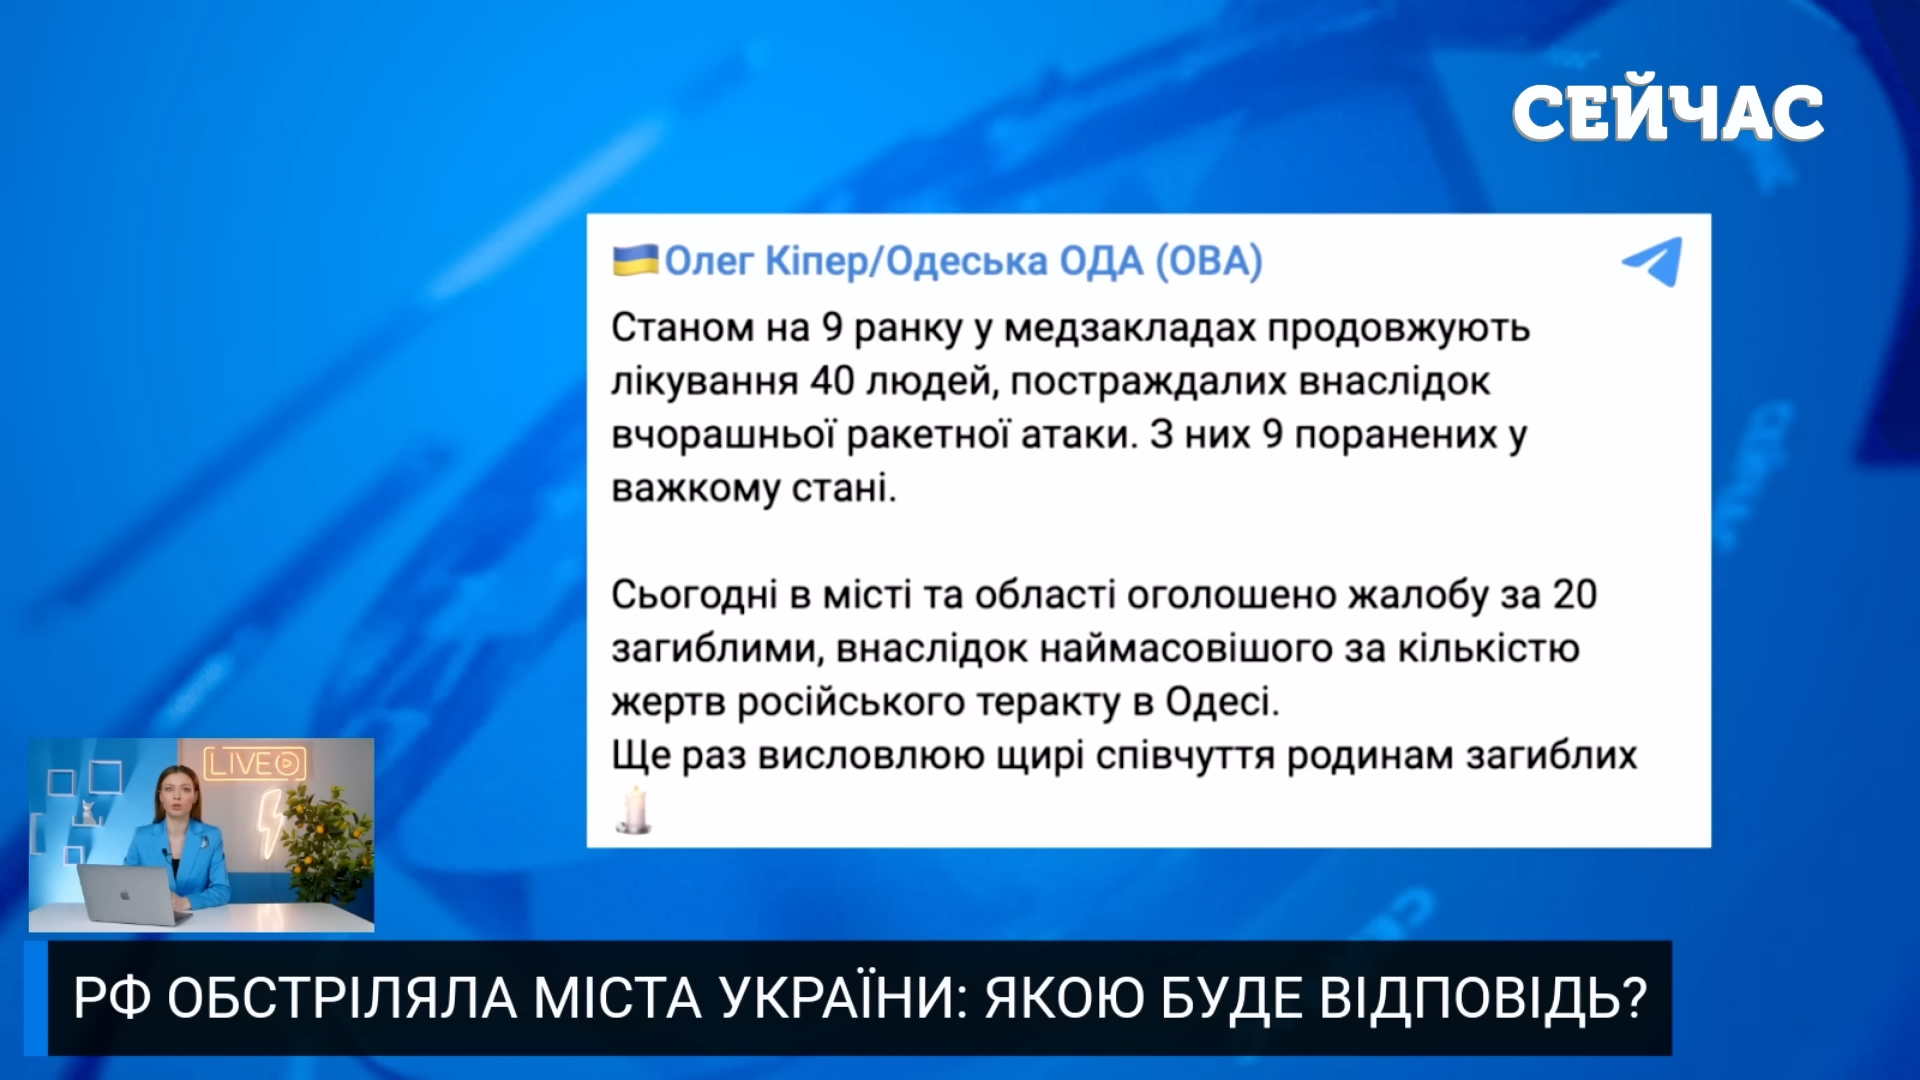 СЕЙЧАС
Олег Кіпер/Одеська ОДА (ОВА)
Станом на 9 ранку у медзакладах продовжують
лікування 40 людей, постраждалих внаслідок
вчорашньої ракетної атаки. З них 9 поранених у
важкому стані.
Сьогодні в місті та області оголошено жалобу за 20
загиблими, внаслідок наймасовішого за кількістю
жертв російського теракту в Одесі.
Ще раз висловлюю щирі співчуття родинам загиблих
LIVE
РФ ОБСТРІЛЯЛА МІСТА УКРАЇНИ: ЯКОЮ БУДЕ ВІДПОВІДЬ?